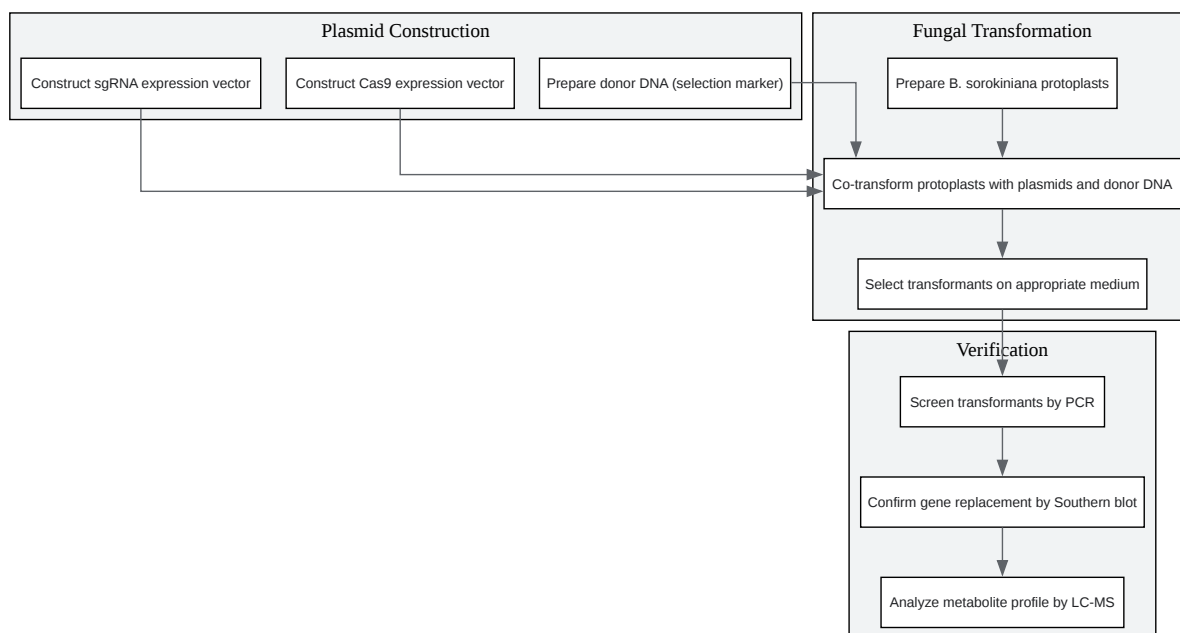 Plasmid Construction
Construct sgRNA expression vector
Construct Cas9 expression vector
Prepare donor DNA (selection marker)
Fungal Transformation
Prepare B. sorokiniana protoplasts
Co-transform protoplasts with plasmids and donor DNA
Select transformants on appropriate medium
Verification
Screen transformants by PCR
Confirm gene replacement by Southern blot
Analyze metabolite profile by LC-MS